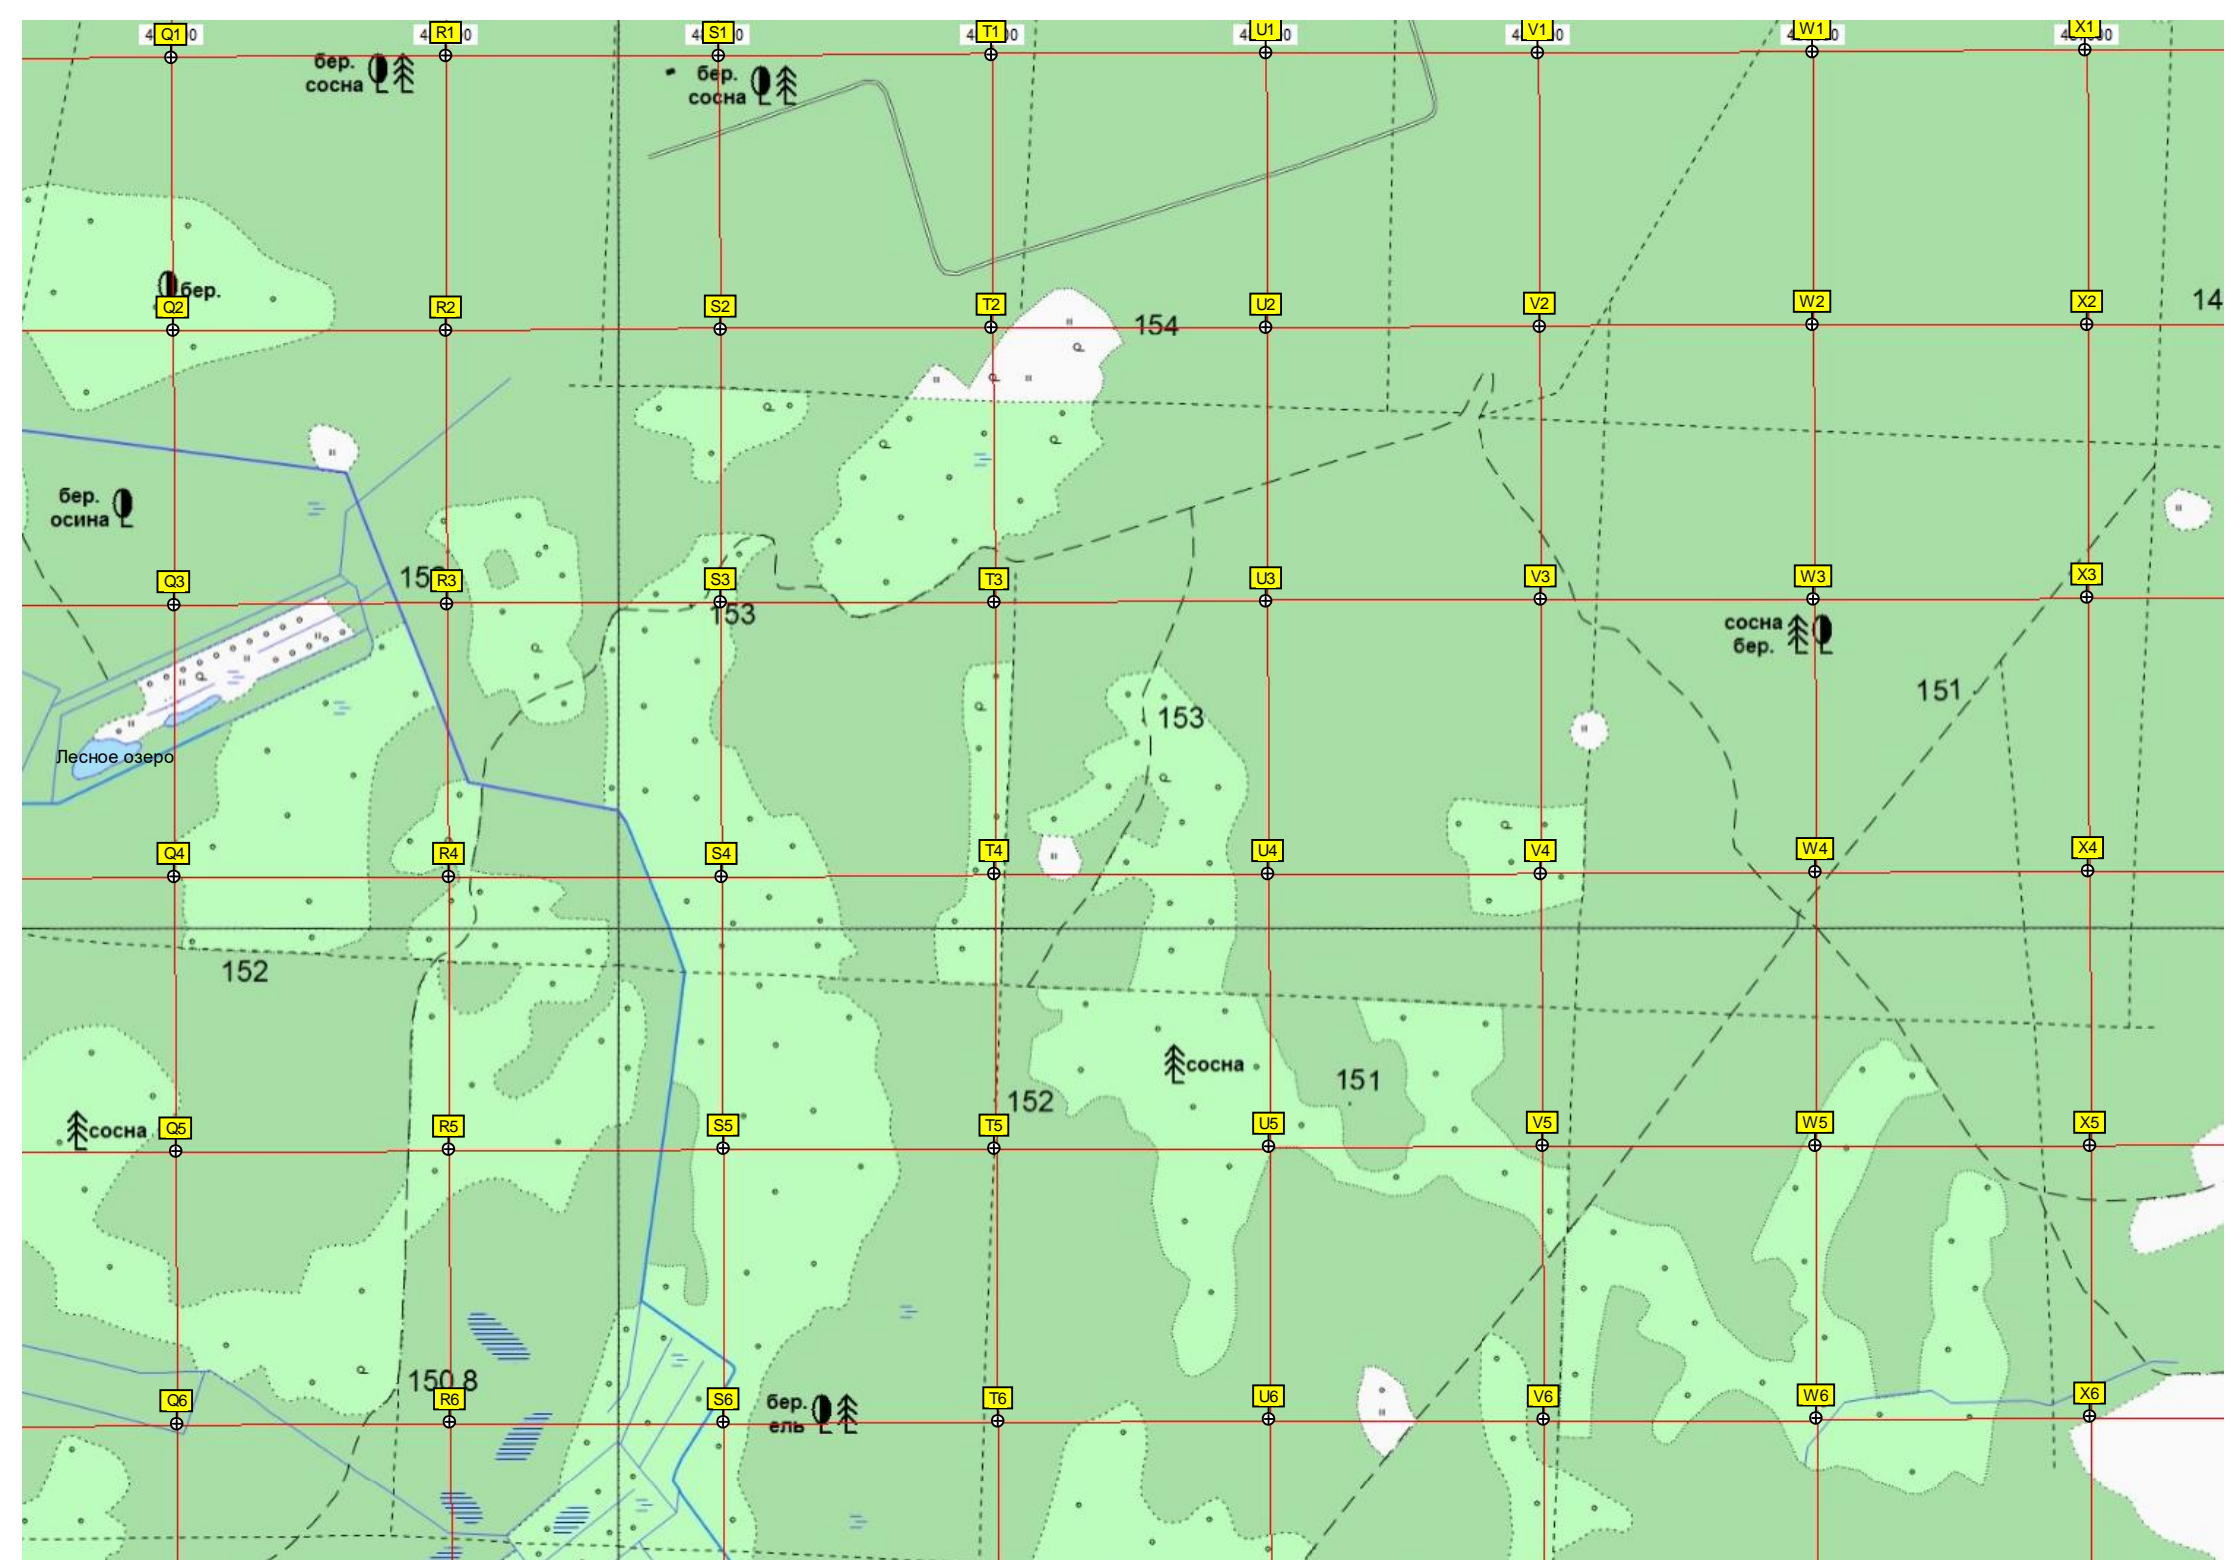 Q1
R1
S1
T1
U1
V1
W1
X1
бер.
сосна
бер.
сосна
бер.
Q2
R2
S2
T2
154
U2
V2
W2
X2
14
бер.
осина
Q3
R3
S3
153
T3
U3
V3
W3
X3
сосна
бер.
151
153
Лесное озеро
Q4
R4
S4
T4
U4
V4
W4
X4
152
сосна
151
152
сосна
Q5
R5
S5
T5
U5
V5
W5
X5
150.8
Q6
R6
S6
бер.
ель
T6
U6
V6
W6
X6